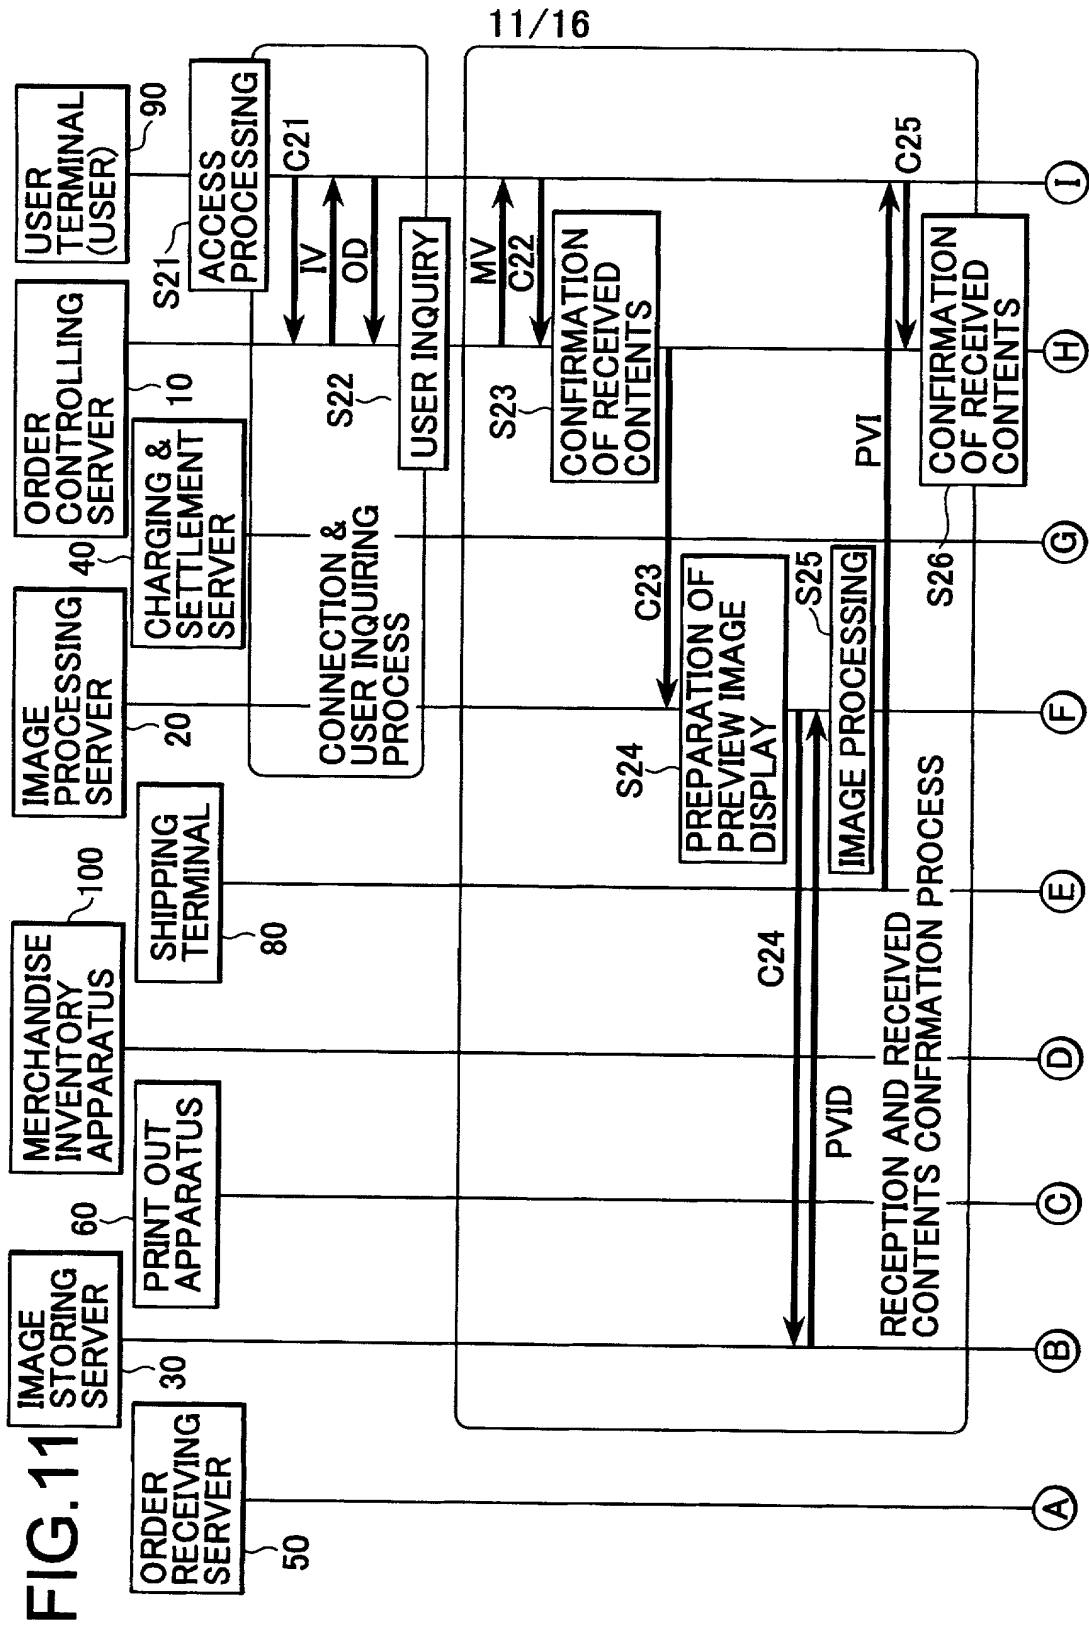 11/16
FIG.11
ORDER
RECEIVING
SERVER
50
IMAGE
STORING
SERVER
30
PRINT OUT
APPARATUS
60
MERCHANDISE
INVENTORY
APPARATUS
100
SHIPPING
TERMINAL
80
IMAGE
PROCESSING
SERVER
20
CHARGING &
SETTLEMENT
SERVER
40
ORDER
CONTROLLING
SERVER
10
USER
TERMINAL
(USER)
90
S21
ACCESS
PROCESSING
C21
IV
OD
S22
USER INQUIRY
CONNECTION &
USER INQUIRING
PROCESS
MV
C22
S23
CONFIRMATION
OF RECEIVED
CONTENTS
C23
S24
PREPARATION OF
PREVIEW IMAGE
DISPLAY
C24
PVID
S25
IMAGE PROCESSING
PVI
C25
S26
CONFIRMATION
OF RECEIVED
CONTENTS
RECEPTION AND RECEIVED
CONTENTS CONFRMATION PROCESS
A
B
C
D
E
F
G
H
I